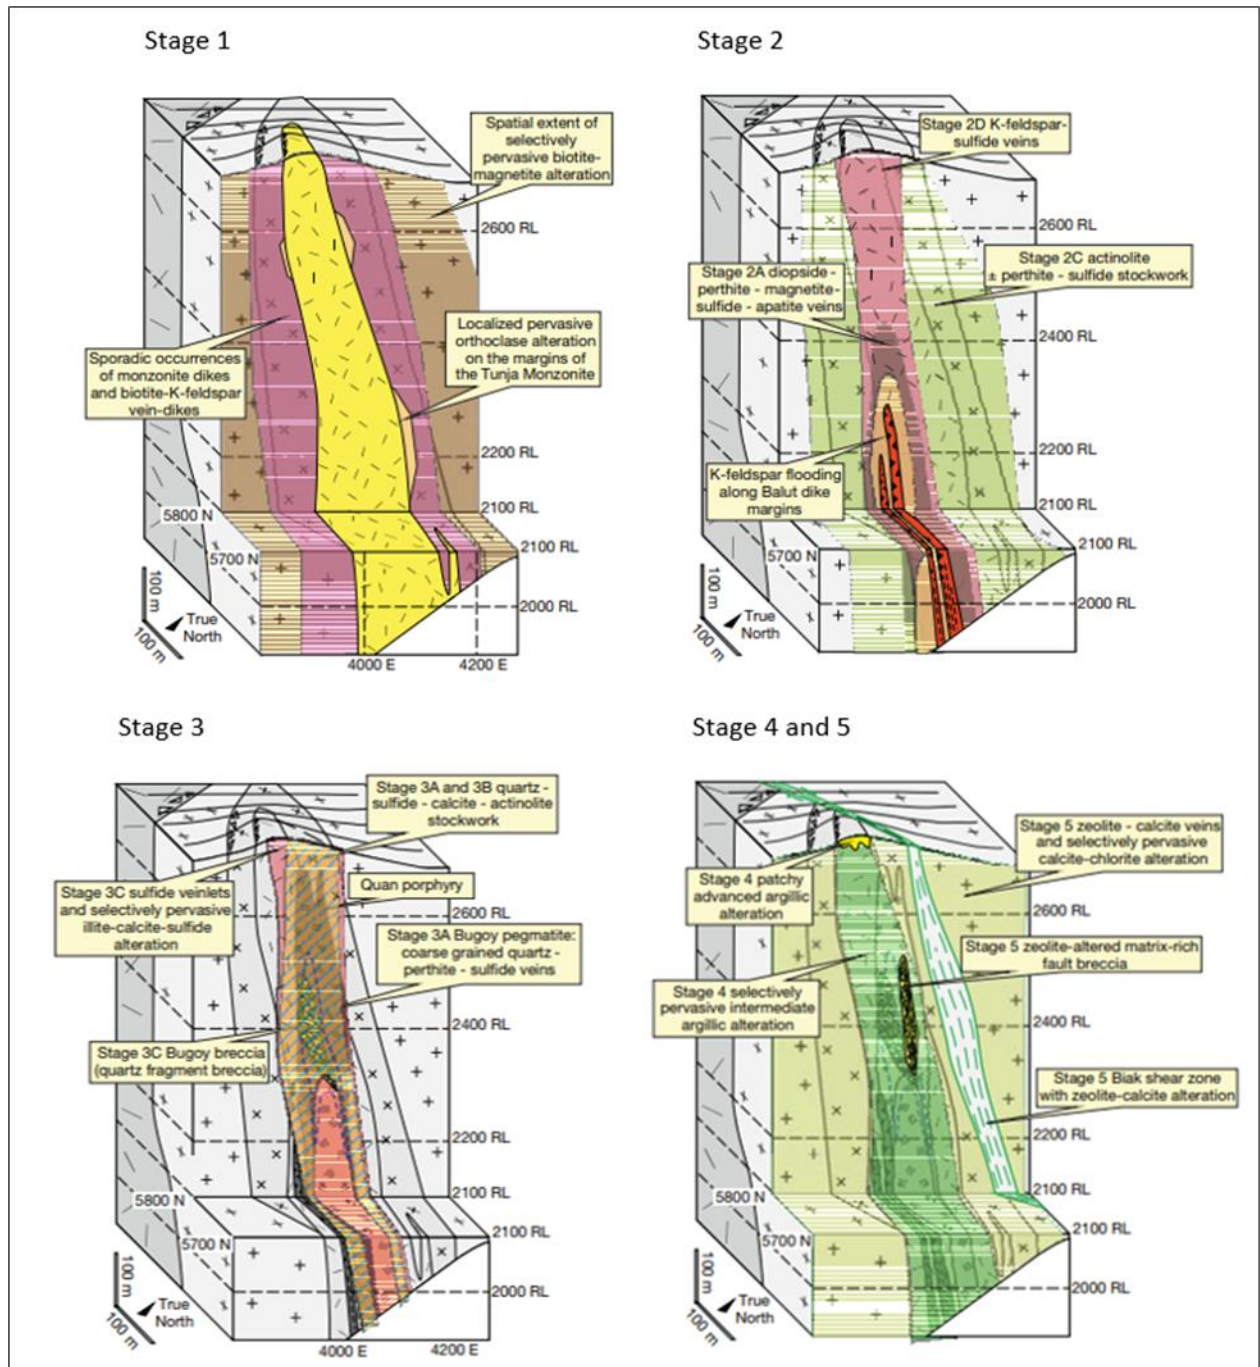 Stage 1
Spatial extent of
selectively
pervasive biotite-
magnetite alteration
2600 RL
Localized pervasive
orthoclase alteration
on the margins of
the Tunja Monzonite
Sporadic occurrences
of monzonite dikes
and biotite-K-feldspar
vein-dikes
2200 RL
2100 RL
5800 N
5700 N
2100 RL
2000 RL
100 m
100 m
True
North
4000 E
4200 E
Stage 2
Stage 2D K-feldspar-
sulfide veins
2600 RL
Stage 2C actinolite
± perthite - sulfide stockwork
Stage 2A diopside -
perthite - magnetite-
sulfide - apatite veins
2400 RL
2200 RL
K-feldspar flooding
along Balut dike
margins
2100 RL
5700 N
2100 RL
2000 RL
100 m
100 m
True
North
Stage 3
Stage 3A and 3B quartz -
sulfide - calcite - actinolite
stockwork
Quan porphyry
Stage 3C sulfide veinlets
and selectively pervasive
illite-calcite-sulfide
alteration
2600 RL
Stage 3A Bugoy pegmatite:
coarse grained quartz -
perthite - sulfide veins
2400 RL
Stage 3C Bugoy breccia
(quartz fragment breccia)
2200 RL
2100 RL
5800 N
5700 N
2100 RL
2000 RL
100 m
100 m
True
North
4000 E
4200 E
Stage 4 and 5
Stage 5 zeolite - calcite veins
and selectively pervasive
calcite-chlorite alteration
Stage 4 patchy
advanced argillic
alteration
2600 RL
Stage 5 zeolite-altered matrix-rich
fault breccia
Stage 4 selectively
pervasive intermediate
argillic alteration
2400 RL
Stage 5 Biak shear zone
with zeolite-calcite alteration
2200 RL
2100 RL
5800 N
5700 N
2100 RL
2000 RL
100 m
100 m
True
North